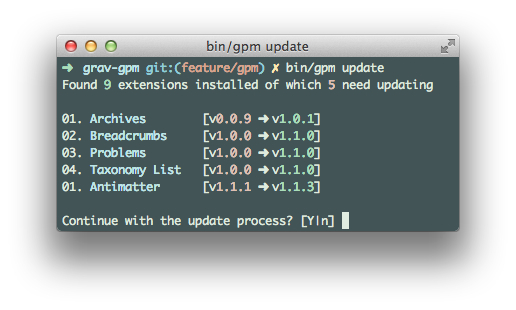 bin/gpm update
➜ grav-gpm git:(feature/gpm) ✗ bin/gpm update
Found 9 extensions installed of which 5 need updating
01. Archives [v0.0.9 ➜ v1.0.1]
02. Breadcrumbs [v1.0.0 ➜ v1.1.0]
03. Problems [v1.0.0 ➜ v1.1.0]
04. Taxonomy List [v1.0.0 ➜ v1.1.0]
01. Antimatter [v1.1.1 ➜ v1.1.3]
Continue with the update process? [Y|n]